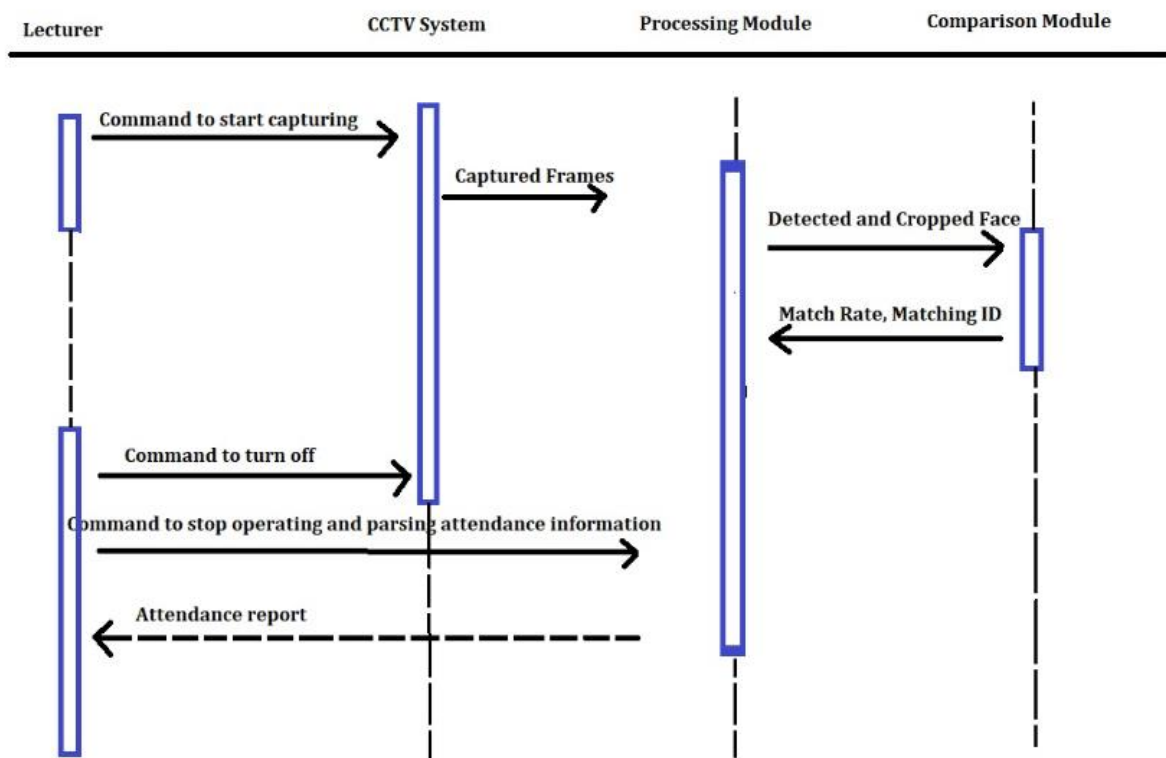 Lecturer
CCTV System
Processing Module
Comparison Module
Command to start capturing
Captured Frames
Detected and Cropped Face
Match Rate, Matching ID
Command to turn off
Command to stop operating and parsing attendance information
Attendance report